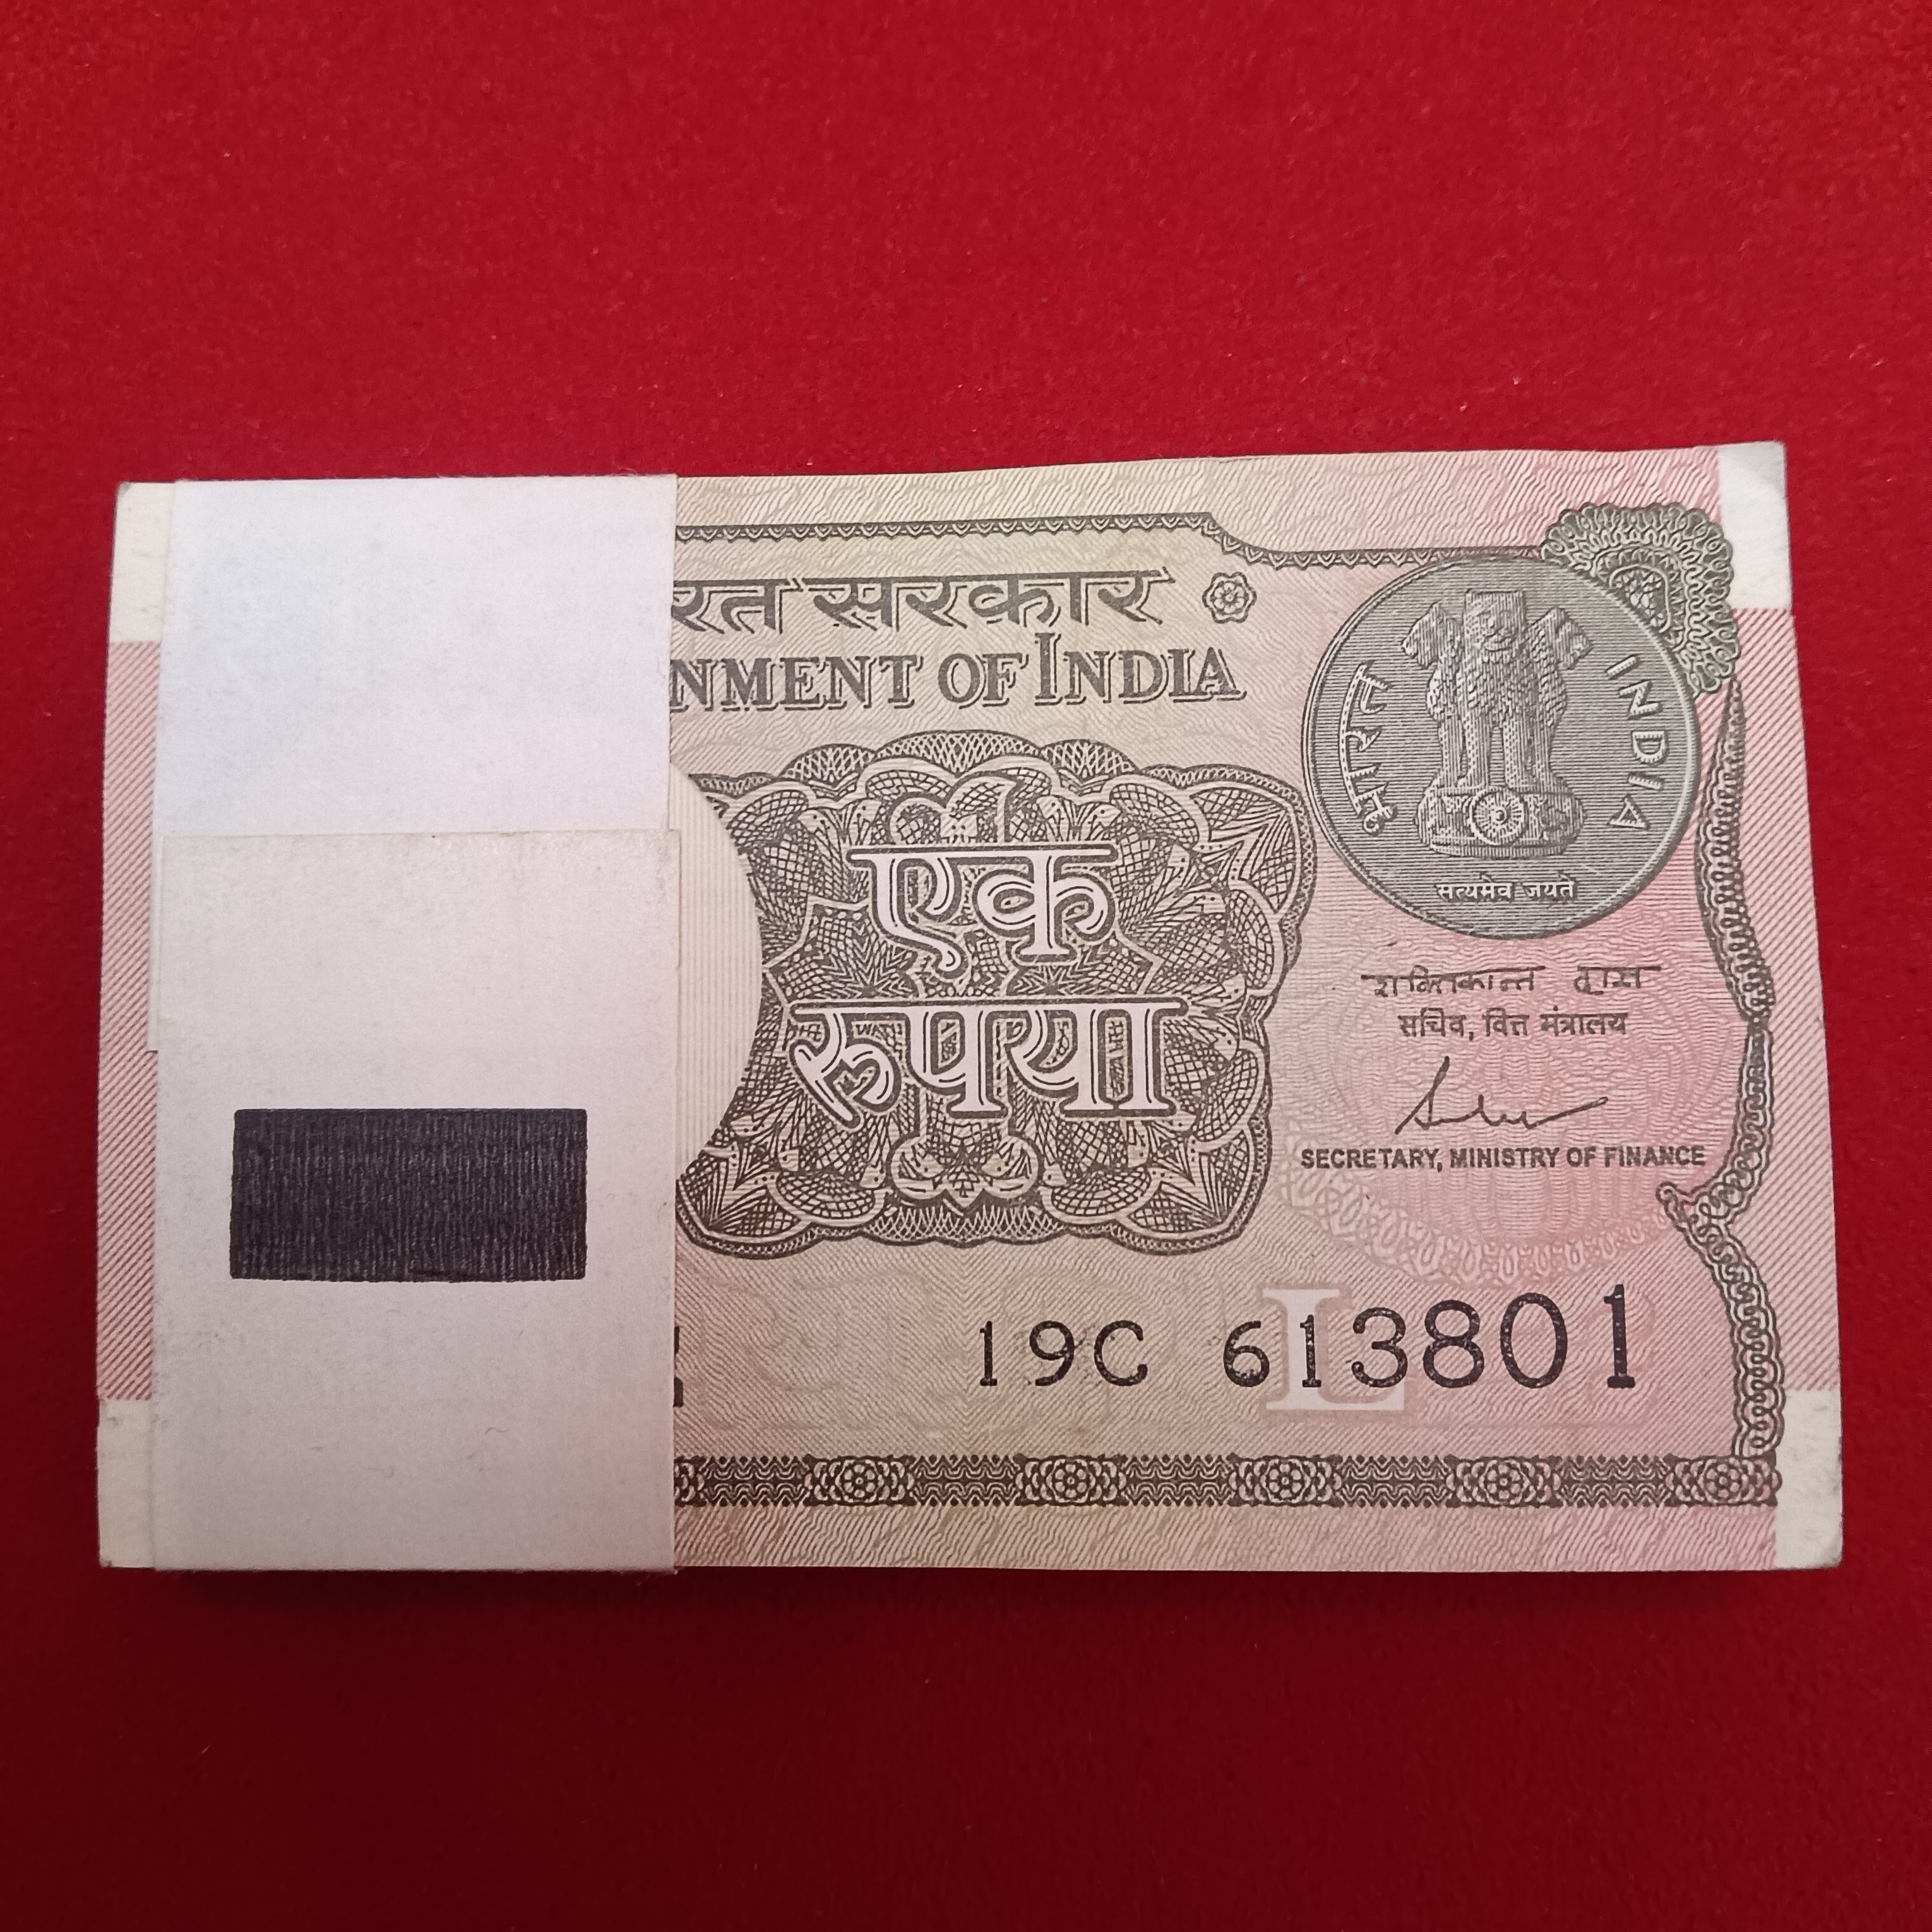 रत सरकार
NMENT OF INDIA
भारत
INDIA
सत्यमेव जयते
एक
रुपया
शक्तिकान्त दास
सचिव, वित्त मंत्रालय
SECRETARY, MINISTRY OF FINANCE
L
19C 613801